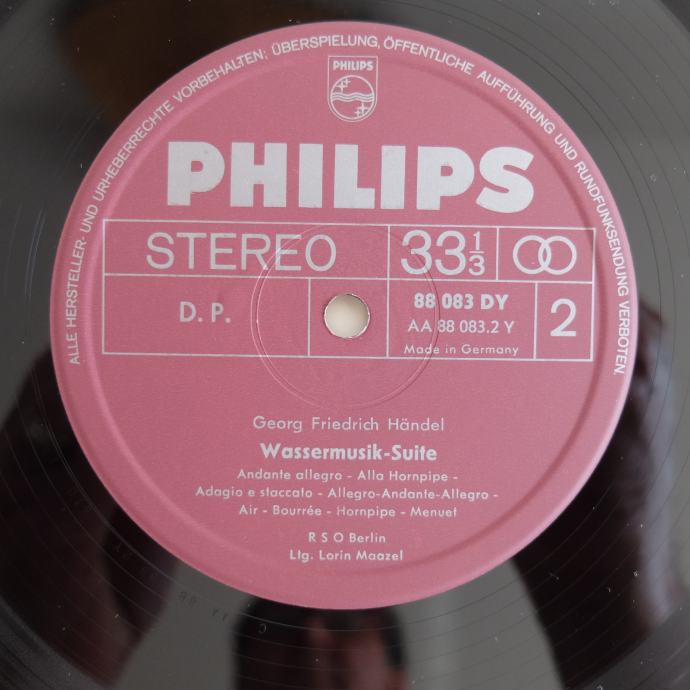 ALLE HERSTELLER- UND URHEBERRECHTE VORBEHALTEN; ÜBERSPIELUNG, ÖFFENTLICHE AUFFÜHRUNG UND RUNDFUNKSENDUNG VERBOTEN.
PHILIPS
PHILIPS
STEREO 33 1/3
D. P. 88 083 DY 2
AA 88 083.2 Y
Made in Germany
Georg Friedrich Händel
Wassermusik-Suite
Andante allegro - Alla Hornpipe -
Adagio e staccato - Allegro-Andante-Allegro -
Air - Bourrée - Hornpipe - Menuet
R S O Berlin
Ltg. Lorin Maazel